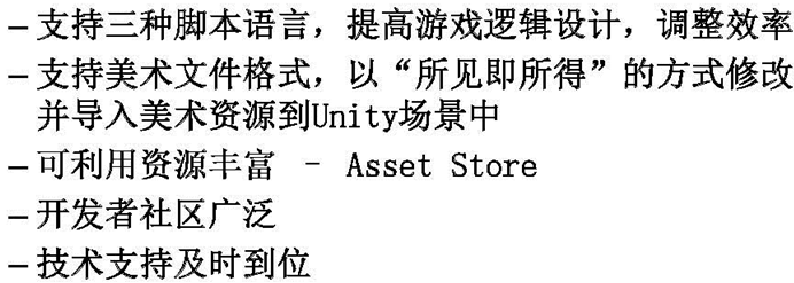 –支持三种脚本语言，提高游戏逻辑设计，调整效率
–支持美术文件格式，以“所见即所得”的方式修改
并导入美术资源到Unity场景中
–可利用资源丰富 – Asset Store
–开发者社区广泛
–技术支持及时到位